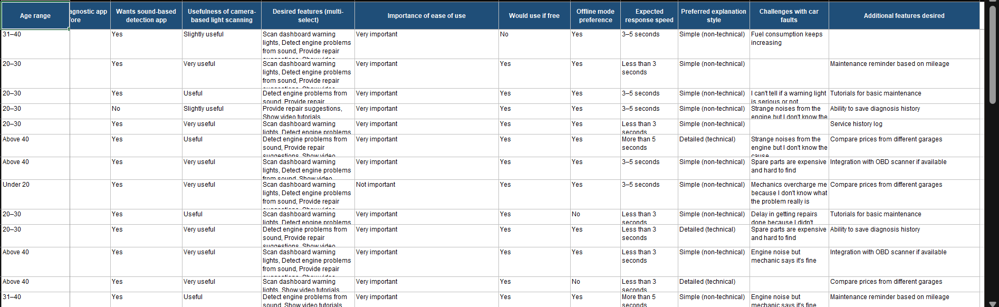 Age range
agnostic app
fore
Wants sound-based
detection app
Usefulness of camera-
based light scanning
Desired features (multi-
select)
Importance of ease of use
Would use if free
Offline mode
preference
Expected
response speed
Preferred explanation
style
Challenges with car
faults
Additional features desired
31–40
Yes
Slightly useful
Scan dashboard warning
lights, Detect engine problems
from sound, Provide repair
suggestions, Show video
Very important
No
Yes
3–5 seconds
Simple (non-technical)
Fuel consumption keeps
increasing
20–30
Yes
Very useful
Scan dashboard warning
lights, Detect engine problems
from sound, Provide repair
suggestions, Show video
Very important
Yes
Yes
Less than 3
seconds
Simple (non-technical)
Maintenance reminder based on mileage
20–30
Yes
Useful
Detect engine problems from
sound, Provide repair
Very important
Yes
Yes
3–5 seconds
Simple (non-technical)
I can't tell if a warning light
is serious or not
Tutorials for basic maintenance
20–30
No
Slightly useful
Provide repair suggestions,
Show video tutorials
Very important
Yes
Yes
3–5 seconds
Simple (non-technical)
Strange noises from the
engine but I don't know the
Ability to save diagnosis history
20–30
Yes
Very useful
Scan dashboard warning
lights, Detect engine problems
Very important
Yes
Yes
Less than 3
seconds
Simple (non-technical)
Service history log
Above 40
Yes
Useful
Detect engine problems from
sound, Provide repair
suggestions, Show video
Very important
Yes
Yes
More than 5
seconds
Detailed (technical)
Strange noises from the
engine but I don't know the
cause
Compare prices from different garages
Above 40
Yes
Very useful
Scan dashboard warning
lights, Detect engine problems
from sound, Show video
Very important
Yes
Yes
3–5 seconds
Simple (non-technical)
Spare parts are expensive
and hard to find
Integration with OBD scanner if available
Under 20
Yes
Very useful
Scan dashboard warning
lights, Detect engine problems
from sound, Provide repair
suggestions, Show video
Not important
Yes
Yes
3–5 seconds
Simple (non-technical)
Mechanics overcharge me
because I don't know what
the problem really is
Compare prices from different garages
20–30
Yes
Useful
Scan dashboard warning
lights, Detect engine problems
Very important
Yes
No
Less than 3
seconds
Simple (non-technical)
Delay in getting repairs
done because I didn't
Tutorials for basic maintenance
20–30
Yes
Very useful
Detect engine problems from
sound, Provide repair
suggestions, Show video
Very important
Yes
Yes
Less than 3
seconds
Detailed (technical)
Spare parts are expensive
and hard to find
Ability to save diagnosis history
Above 40
Yes
Very useful
Scan dashboard warning
lights, Detect engine problems
from sound, Provide repair
suggestions, Show video
Very important
Yes
Yes
Less than 3
seconds
Simple (non-technical)
Engine noise but
mechanic says it's fine
Integration with OBD scanner if available
Above 40
Yes
Very useful
Scan dashboard warning
lights, Show video tutorials
Very important
Yes
No
Less than 3
seconds
Detailed (technical)
Compare prices from different garages
31–40
Yes
Useful
Detect engine problems from
sound, Show video tutorials
Very important
Yes
Yes
More than 5
seconds
Simple (non-technical)
Engine noise but
mechanic says it's fine
Maintenance reminder based on mileage